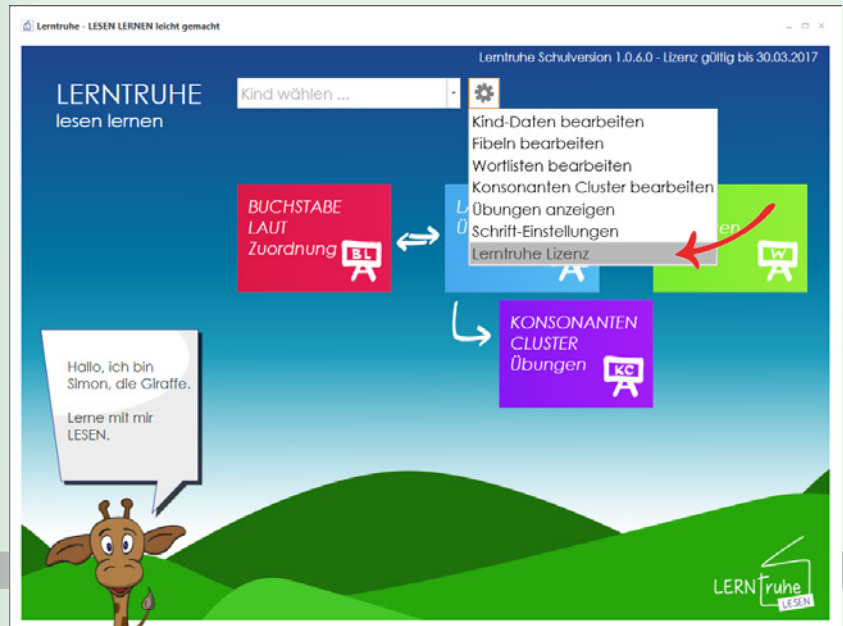 Lerntruhe - LESEN LERNEN leicht gemacht
Lerntruhe Schulversion 1.0.6.0 - Lizenz gültig bis 30.03.2017
LERNTRUHE
lesen lernen
Kind wählen ...
Kind-Daten bearbeiten
Fibeln bearbeiten
Wortlisten bearbeiten
Konsonanten Cluster bearbeiten
Übungen anzeigen
Schrift-Einstellungen
Lerntruhe Lizenz
BUCHSTABE
LAUT
Zuordnung
BL
W
KONSONANTEN
CLUSTER
Übungen
KC
Hallo, ich bin
Simon, die Giraffe.
Lerne mit mir
LESEN.
LERNTruhe
LESEN